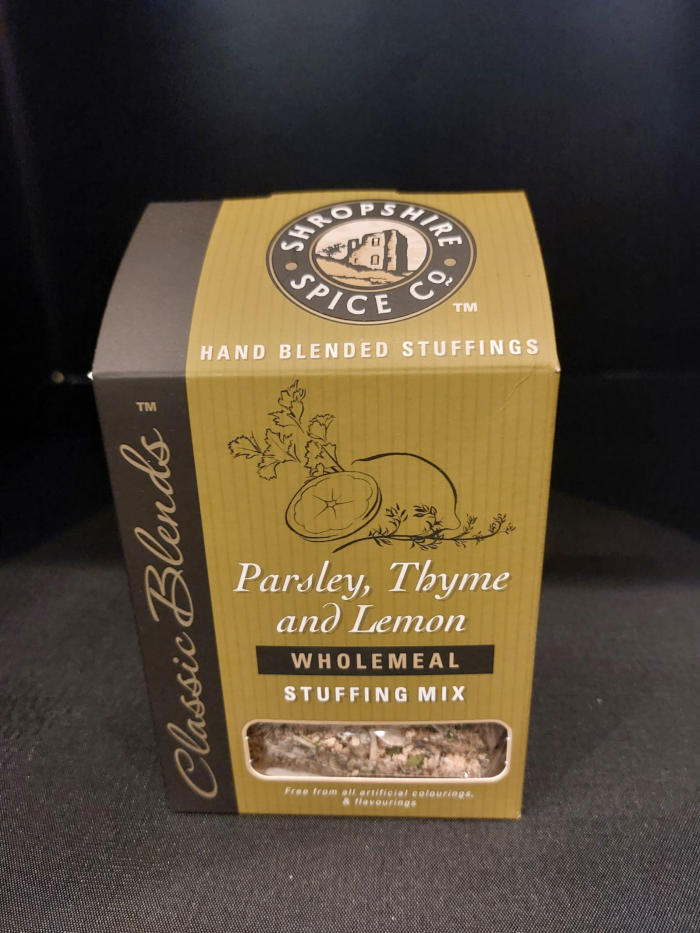 SHROPSHIRE
SPICE CO.
TM
HAND BLENDED STUFFINGS
TM
Classic Blends
Parsley, Thyme
and Lemon
WHOLEMEAL
STUFFING MIX
Free from all artificial colourings,
& flavourings